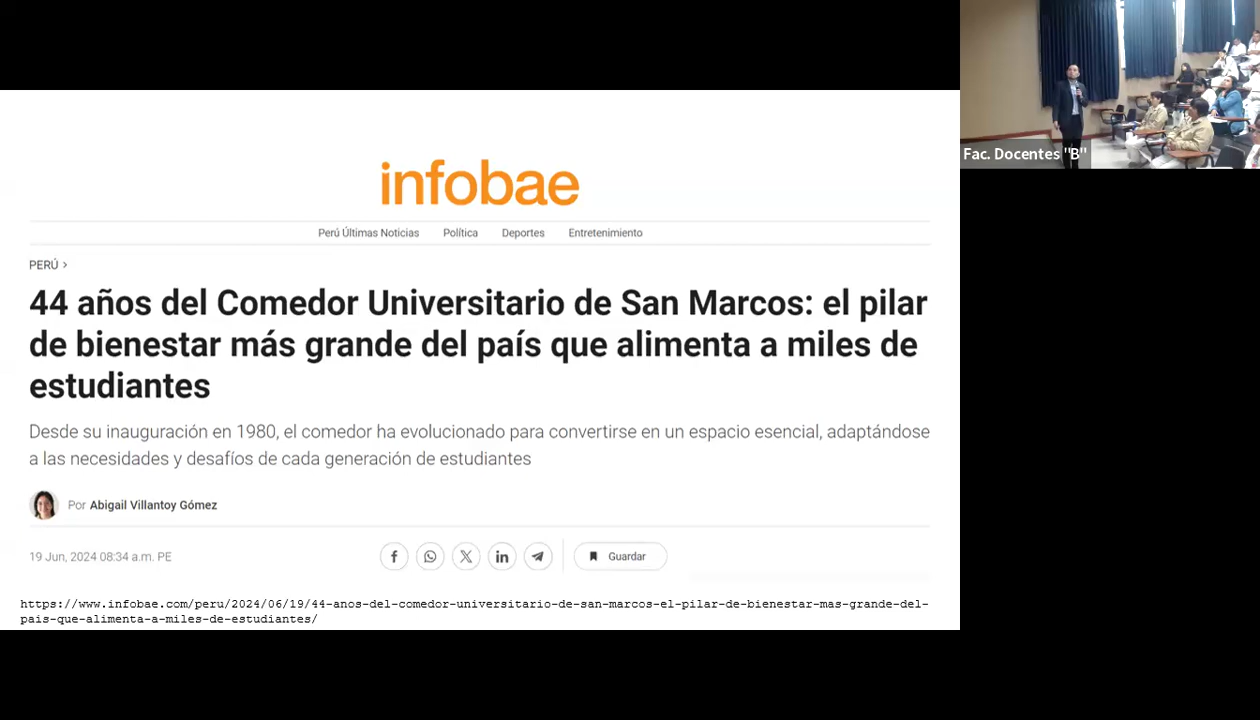 infobae
Perú Últimas Noticias Política Deportes Entretenimiento
PERÚ >
44 años del Comedor Universitario de San Marcos: el pilar
de bienestar más grande del país que alimenta a miles de
estudiantes
Desde su inauguración en 1980, el comedor ha evolucionado para convertirse en un espacio esencial, adaptándose
a las necesidades y desafíos de cada generación de estudiantes
Por Abigail Villantoy Gómez
19 Jun, 2024 08:34 a.m. PE
Guardar
https://www.infobae.com/peru/2024/06/19/44-anos-del-comedor-universitario-de-san-marcos-el-pilar-de-bienestar-mas-grande-del-
pais-que-alimenta-a-miles-de-estudiantes/
Fac. Docentes "B"